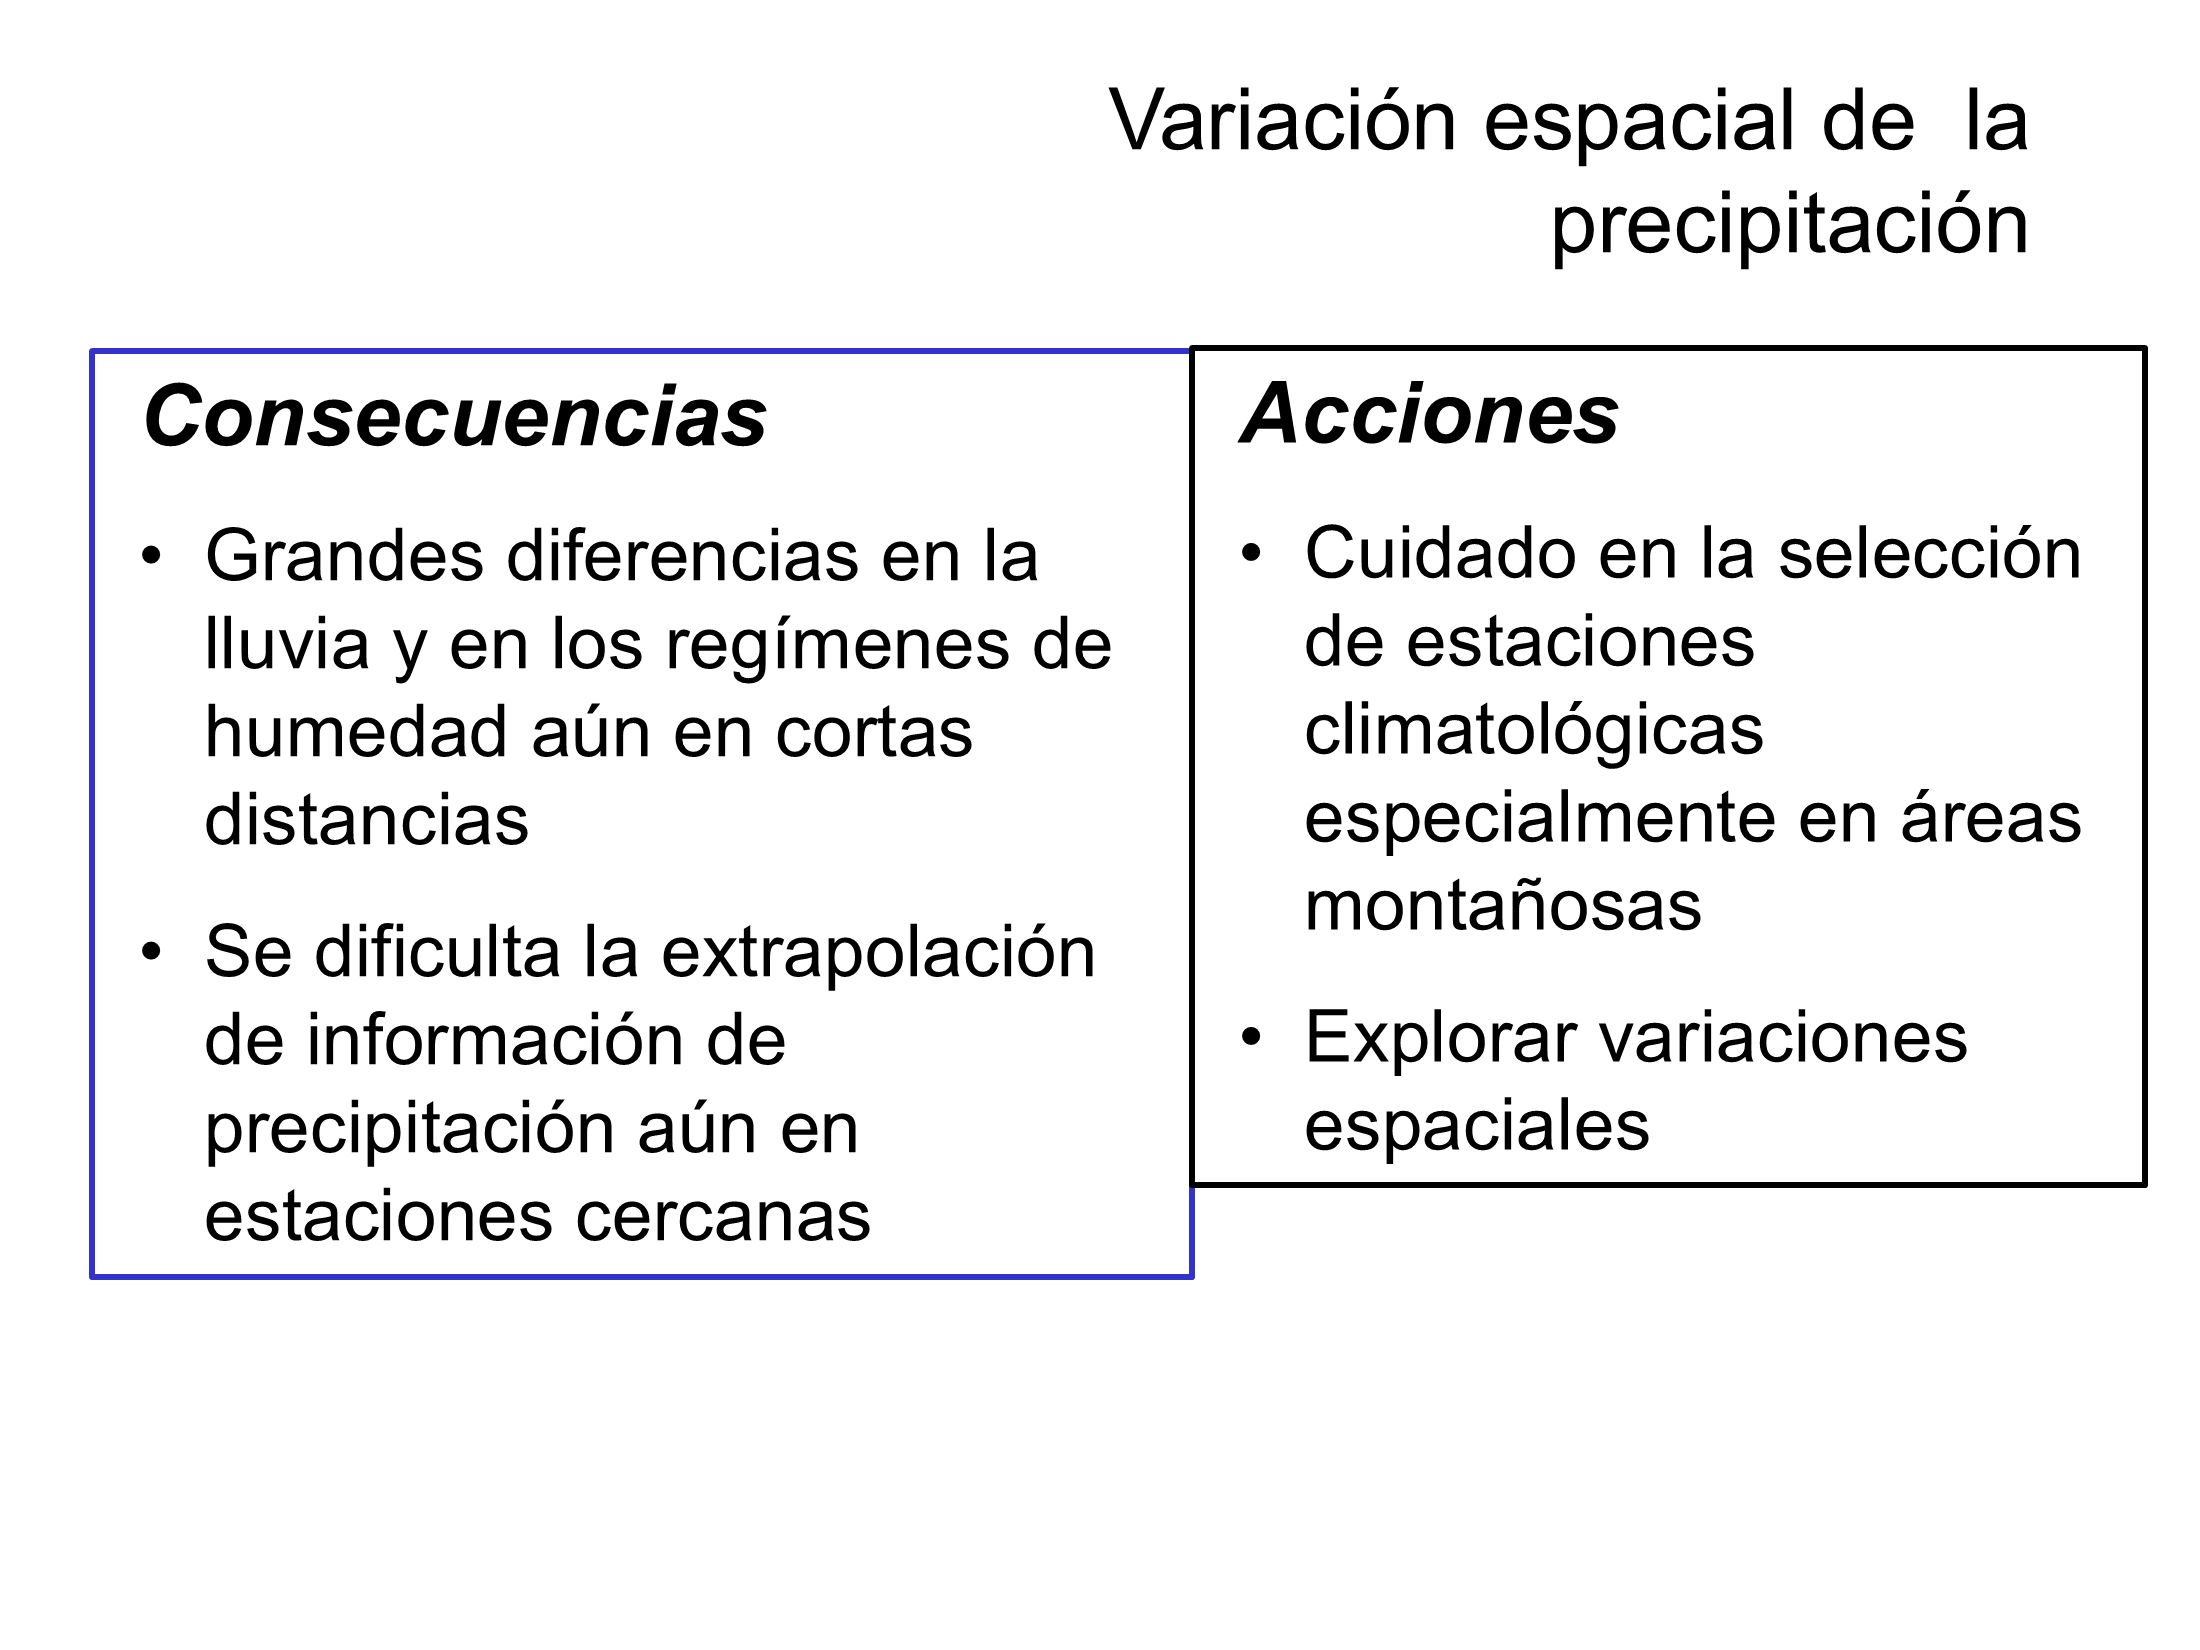 Variación espacial de  la
precipitación
Consecuencias
• Grandes diferencias en la
lluvia y en los regímenes de
humedad aún en cortas
distancias
• Se dificulta la extrapolación
de información de
precipitación aún en
estaciones cercanas
Acciones
• Cuidado en la selección
de estaciones
climatológicas
especialmente en áreas
montañosas
• Explorar variaciones
espaciales